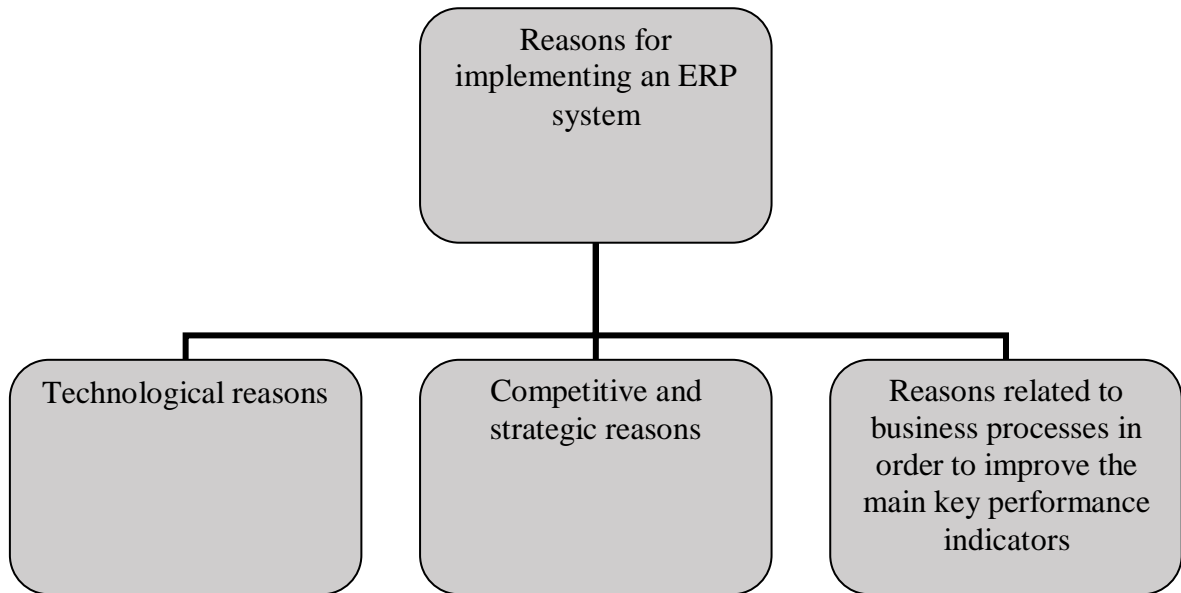 Reasons for
implementing an ERP
system
Technological reasons
Competitive and
strategic reasons
Reasons related to
business processes in
order to improve the
main key performance
indicators